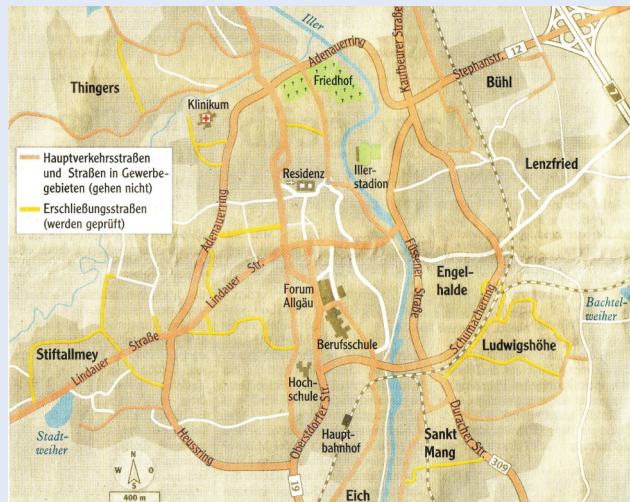 Iller
Adenauerring
Kaufbeurer Straße
Stephanstr.
12
7
Bühl
Thingers
Friedhof
Klinikum
Hauptverkehrsstraßen
und Straßen in Gewerbe-
gebieten (gehen nicht)
Erschließungsstraßen
(werden geprüft)
Residenz
Iller-
stadion
Lenzfried
Adenauerring
Lindauer Str.
Füssener Straße
Engel-
halde
Forum
Allgäu
Schumacherring
Bachtel-
weiher
Berufsschule
Ludwigshöhe
Lindauer Straße
Stiftallmey
Hoch-
schule
Oberstdorfer Str.
Stadt-
weiher
Heussring
Haupt-
bahnhof
Sankt
Mang
Duracher Str.
309
19
Eich
N
W
O
S
400 m